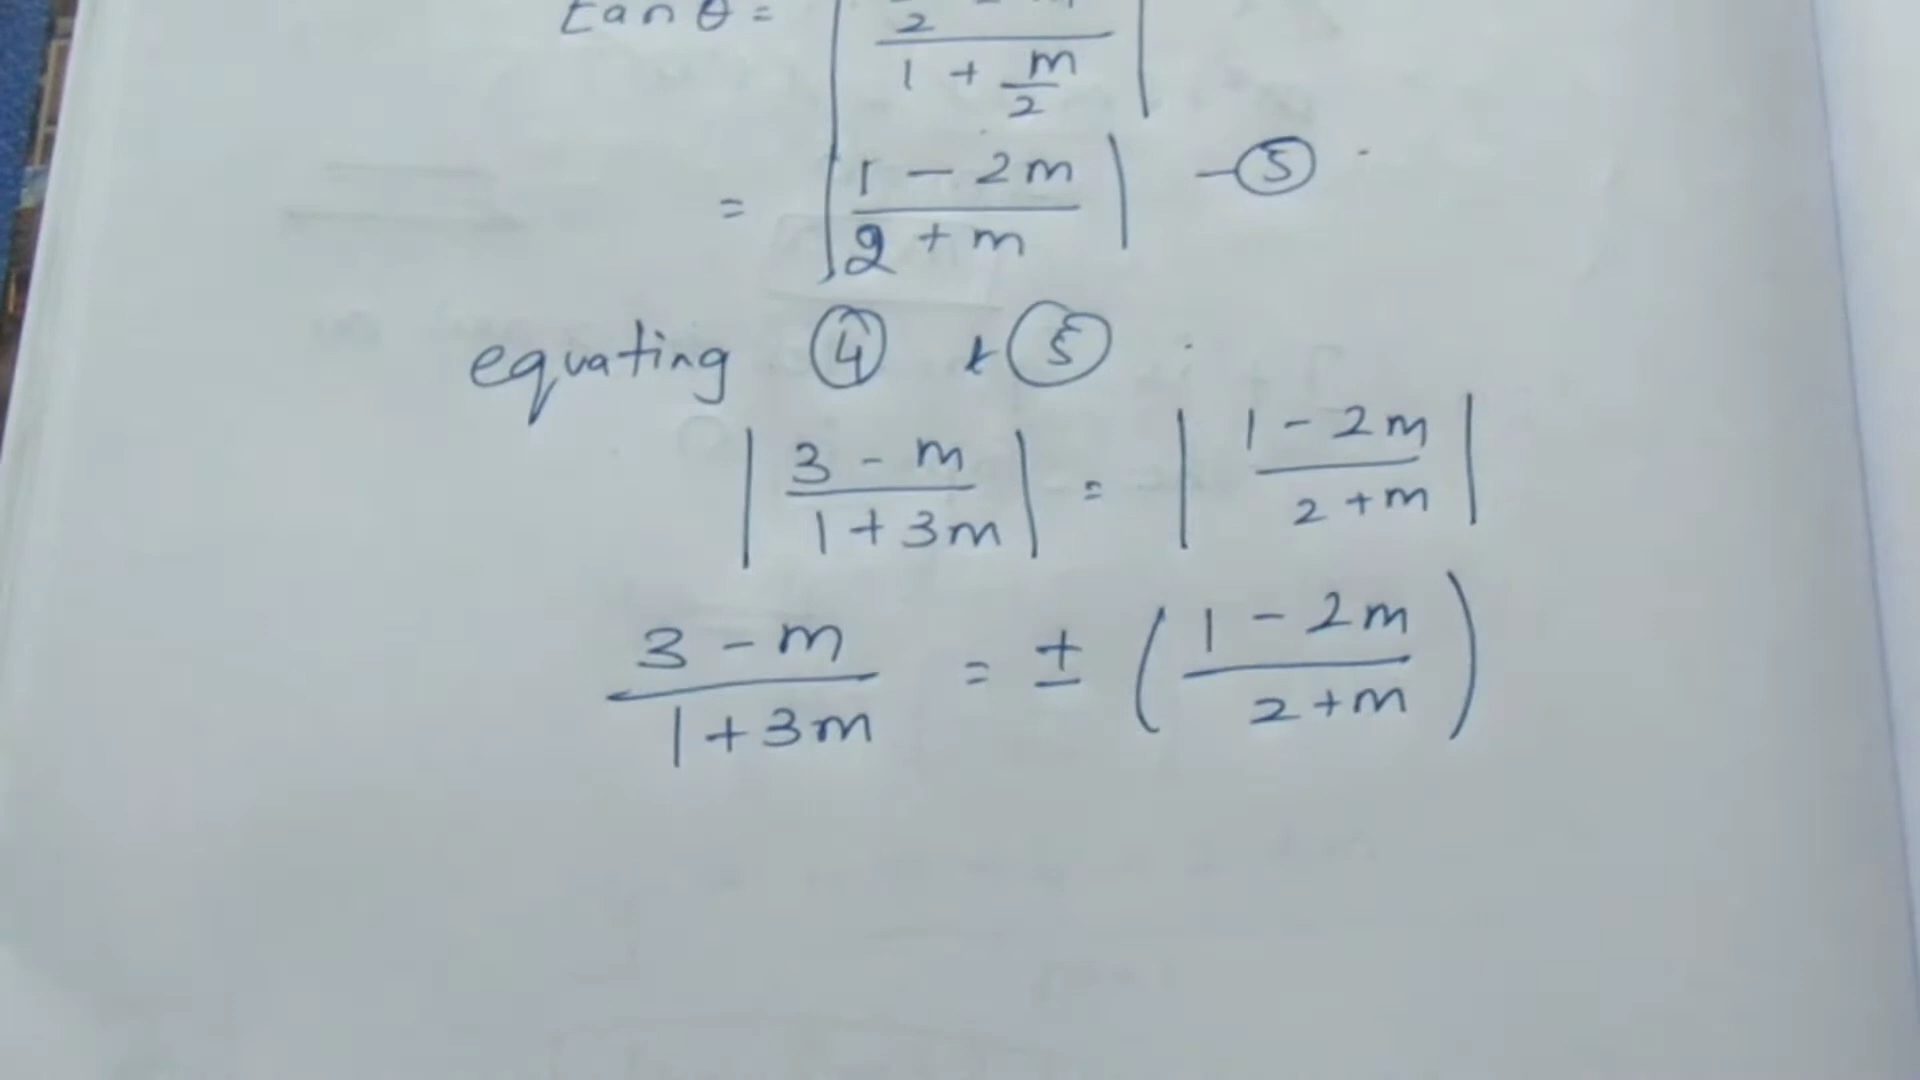 tan θ = | 2 / 1 + m/2 |
= | 1 - 2m / 2 + m | - ⑤
equating ④ & ⑤
| 3 - m / 1 + 3m | = | 1 - 2m / 2 + m |
3 - m / 1 + 3m = ± ( 1 - 2m / 2 + m )